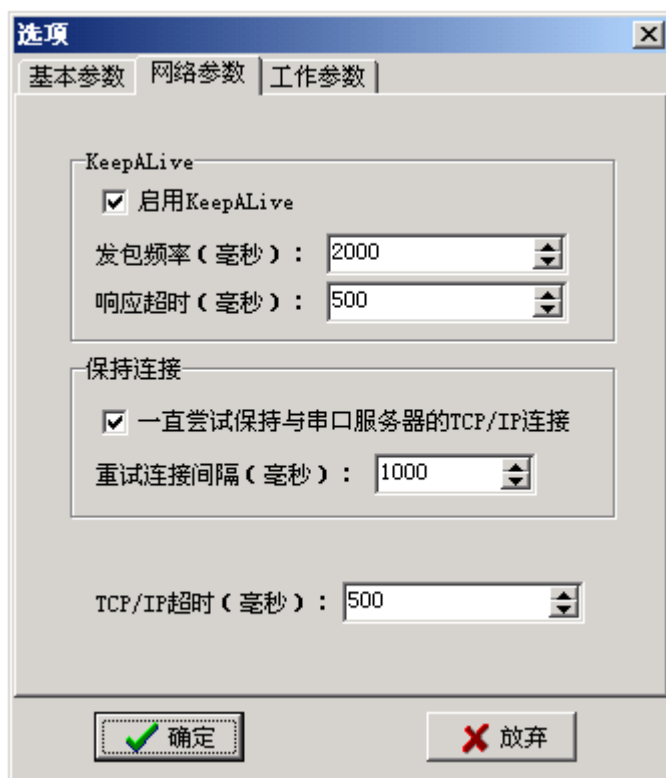 选项
基本参数 网络参数 工作参数
KeepALive
启用KeepALive
发包频率(毫秒): 2000
响应超时(毫秒): 500
保持连接
一直尝试保持与串口服务器的TCP/IP连接
重试连接间隔(毫秒): 1000
TCP/IP超时(毫秒): 500
确定 放弃